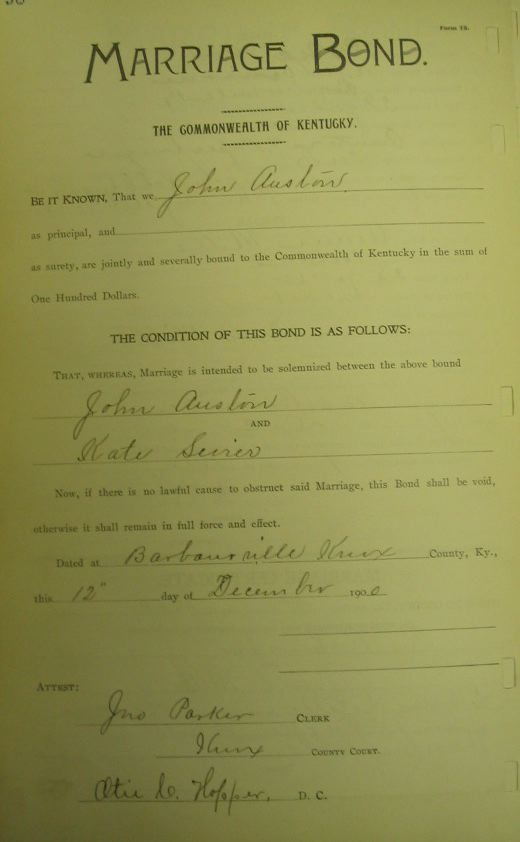 Form 75.
MARRIAGE BOND.
THE COMMONWEALTH OF KENTUCKY.
BE IT KNOWN, That we, John Auston
as principal, and
as surety, are jointly and severally bound to the Commonwealth of Kentucky in the sum of
One Hundred Dollars.
THE CONDITION OF THIS BOND IS AS FOLLOWS:
THAT, WHEREAS, Marriage is intended to be solemnized between the above bound
John Auston
AND
Kate
Now, if there is no lawful cause to obstruct said Marriage, this Bond shall be void,
otherwise it shall remain in full force and effect.
Dated at Barbourville Knox County, Ky.,
this 12" day of December 1900
ATTEST:
Jno Parker CLERK
Knox COUNTY COURT.
Otis C. Hopper, D. C.